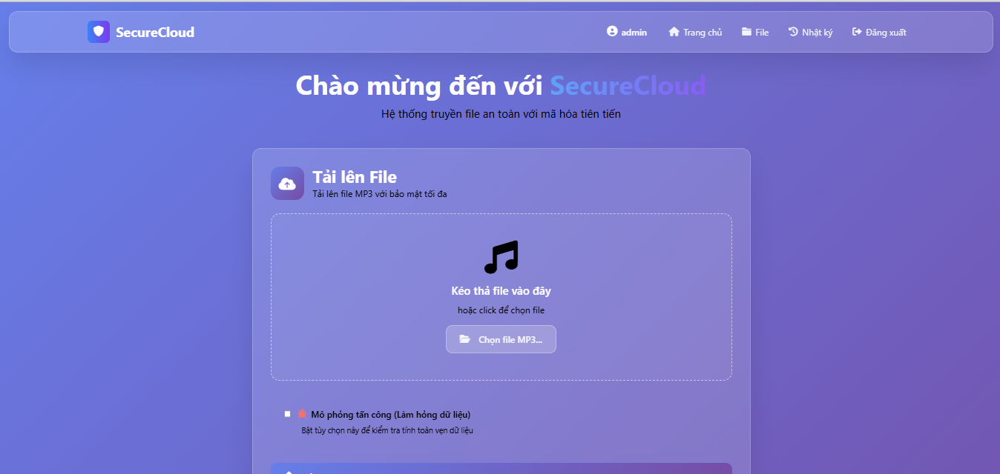 SecureCloud
admin Trang chủ File Nhật ký Đăng xuất
Chào mừng đến với SecureCloud
Hệ thống truyền file an toàn với mã hóa tiên tiến
Tải lên File
Tải lên file MP3 với bảo mật tối đa
Kéo thả file vào đây
hoặc click để chọn file
Chọn file MP3...
Mô phỏng tấn công (Làm hỏng dữ liệu)
Bật tùy chọn này để kiểm tra tính toàn vẹn dữ liệu